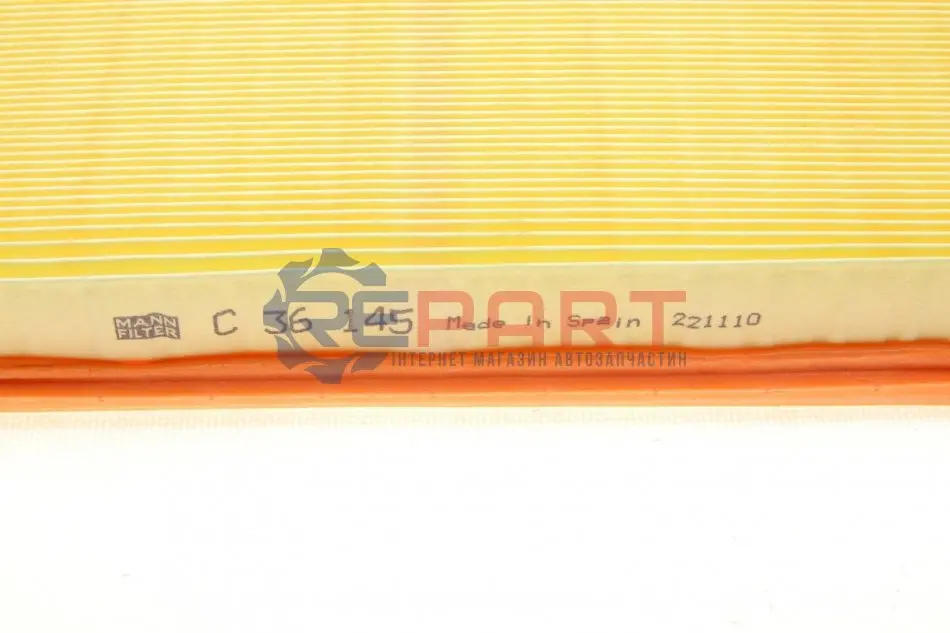 MANN FILTER C 36 145 Made in Spain 221110
REPART
ІНТЕРНЕТ МАГАЗИН АВТОЗАПЧАСТИН